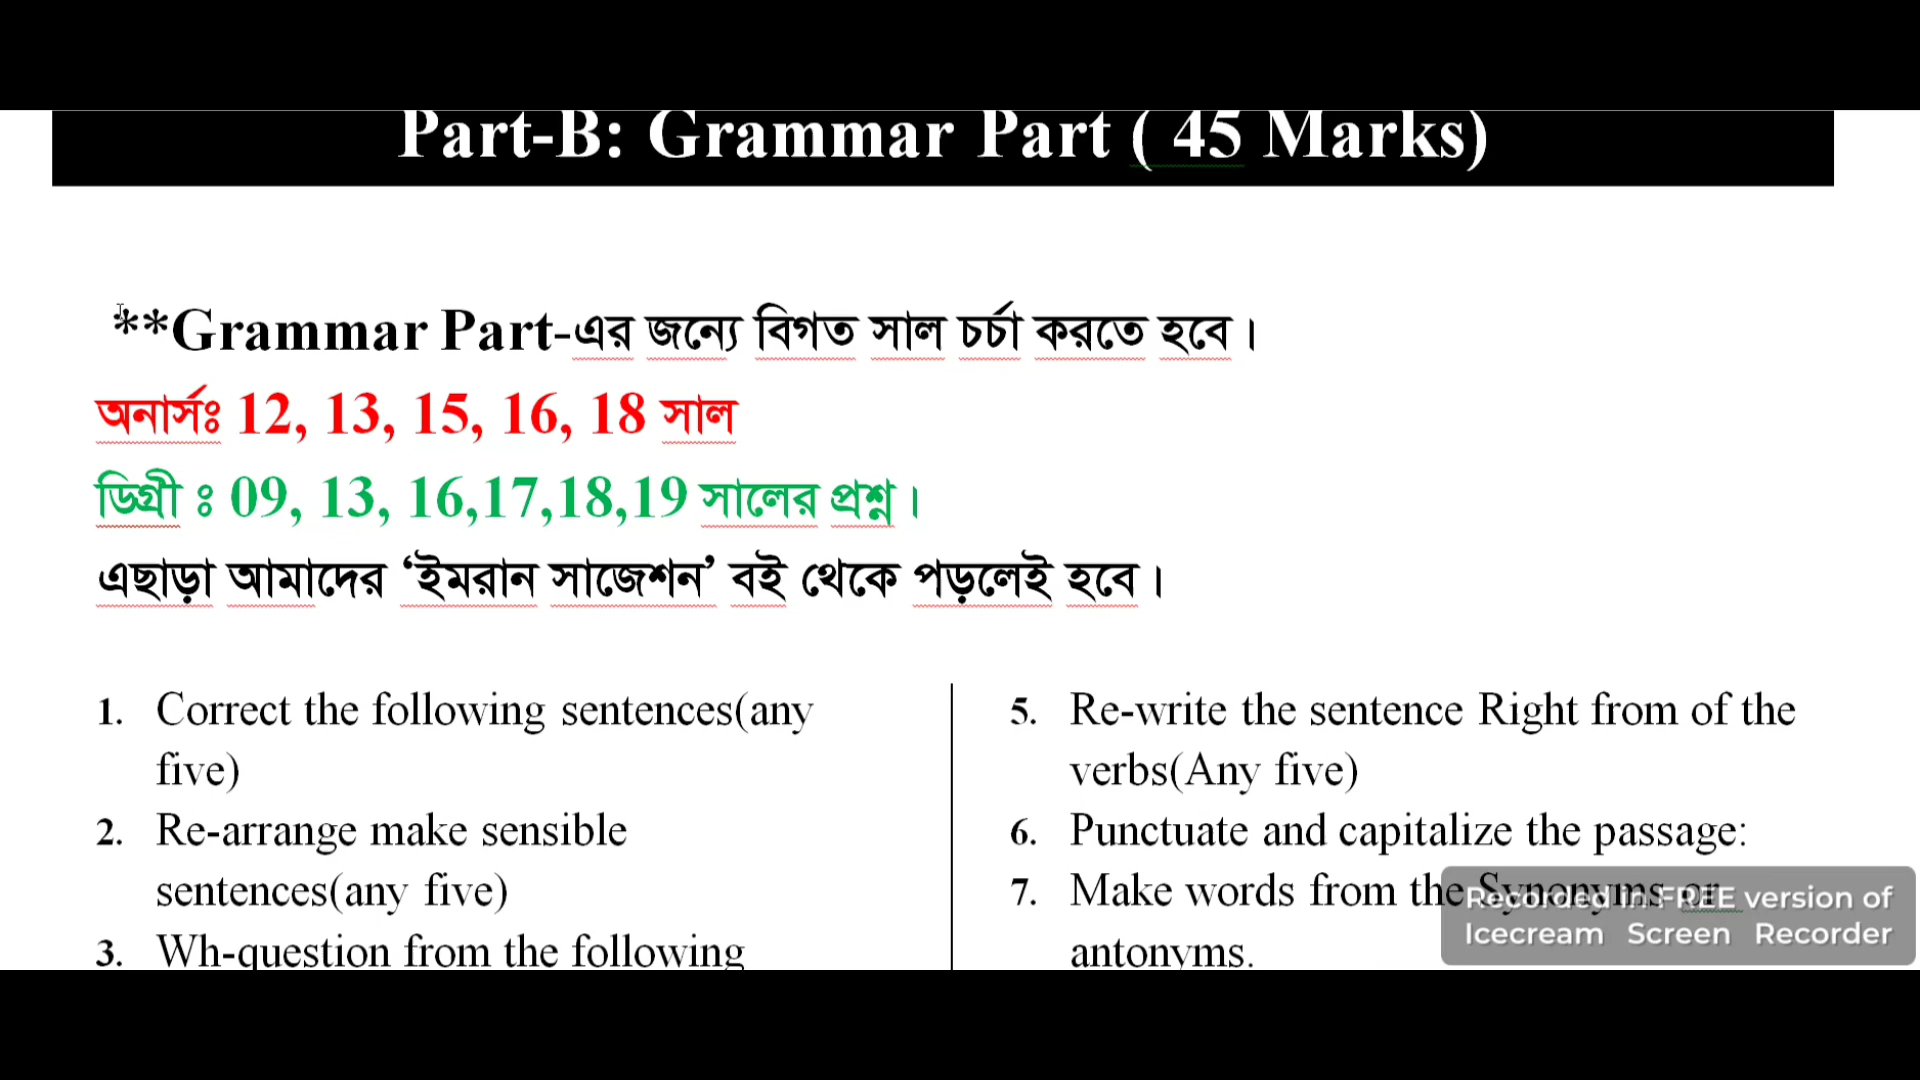 Part-B: Grammar Part ( 45 Marks)
**Grammar Part-এর জন্যে বিগত সাল চর্চা করতে হবে।
অনার্সঃ 12, 13, 15, 16, 18 সাল
ডিগ্রী ঃ 09, 13, 16,17,18,19 সালের প্রশ্ন।
এছাড়া আমাদের ‘ইমরান সাজেশন’ বই থেকে পড়লেই হবে।
1. Correct the following sentences(any
five)
2. Re-arrange make sensible
sentences(any five)
3. Wh-question from the following
5. Re-write the sentence Right from of the
verbs(Any five)
6. Punctuate and capitalize the passage:
7. Make words from the Synonyms or
antonyms.
Recorded in FREE version of
Icecream Screen Recorder